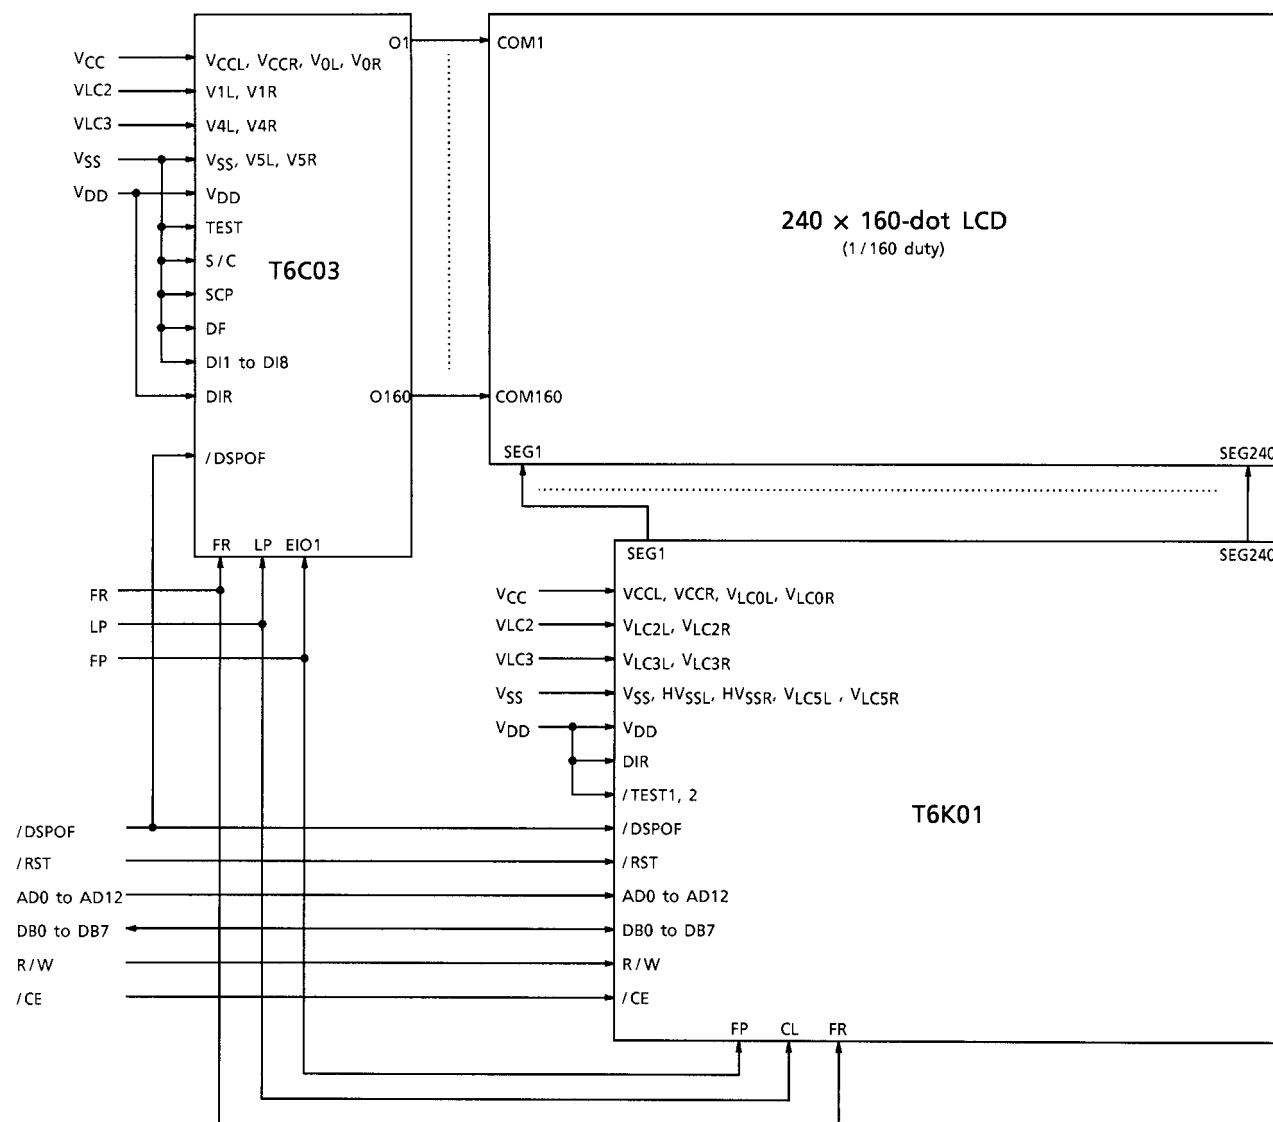 VCC
VLC2
VLC3
VSS
VDD
VCCL, VCCR, V0L, V0R
V1L, V1R
V4L, V4R
VSS, V5L, V5R
VDD
TEST
S/C
SCP
DF
DI1 to DI8
DIR
/DSPOF
T6C03
O1
O160
FR LP EIO1
COM1
COM160
240 × 160-dot LCD
(1/160 duty)
SEG1
SEG240
FR
LP
FP
SEG1
SEG240
VCC
VLC2
VLC3
VSS
VDD
VCCL, VCCR, VLC0L, VLC0R
VLC2L, VLC2R
VLC3L, VLC3R
VSS, HVSSL, HVSSR, VLC5L , VLC5R
VDD
DIR
/TEST1, 2
/DSPOF
/RST
AD0 to AD12
DB0 to DB7
R/W
/CE
T6K01
/DSPOF
/RST
AD0 to AD12
DB0 to DB7
R/W
/CE
FP CL FR